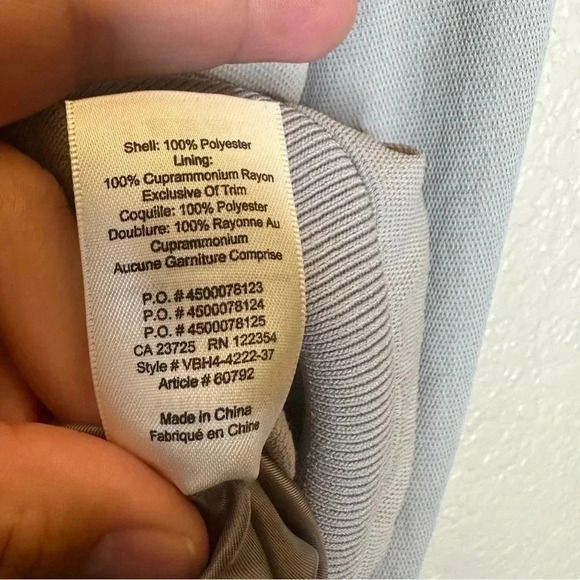 Shell: 100% Polyester
Lining:
100% Cuprammonium Rayon
Exclusive Of Trim
Coquille: 100% Polyester
Doublure: 100% Rayonne Au
Cuprammonium
Aucune Garniture Comprise
P.O. # 4500078123
P.O. # 4500078124
P.O. # 4500078125
CA 23725 RN 122354
Style # VBH4-4222-37
Article # 60792
Made in China
Fabriqué en Chine